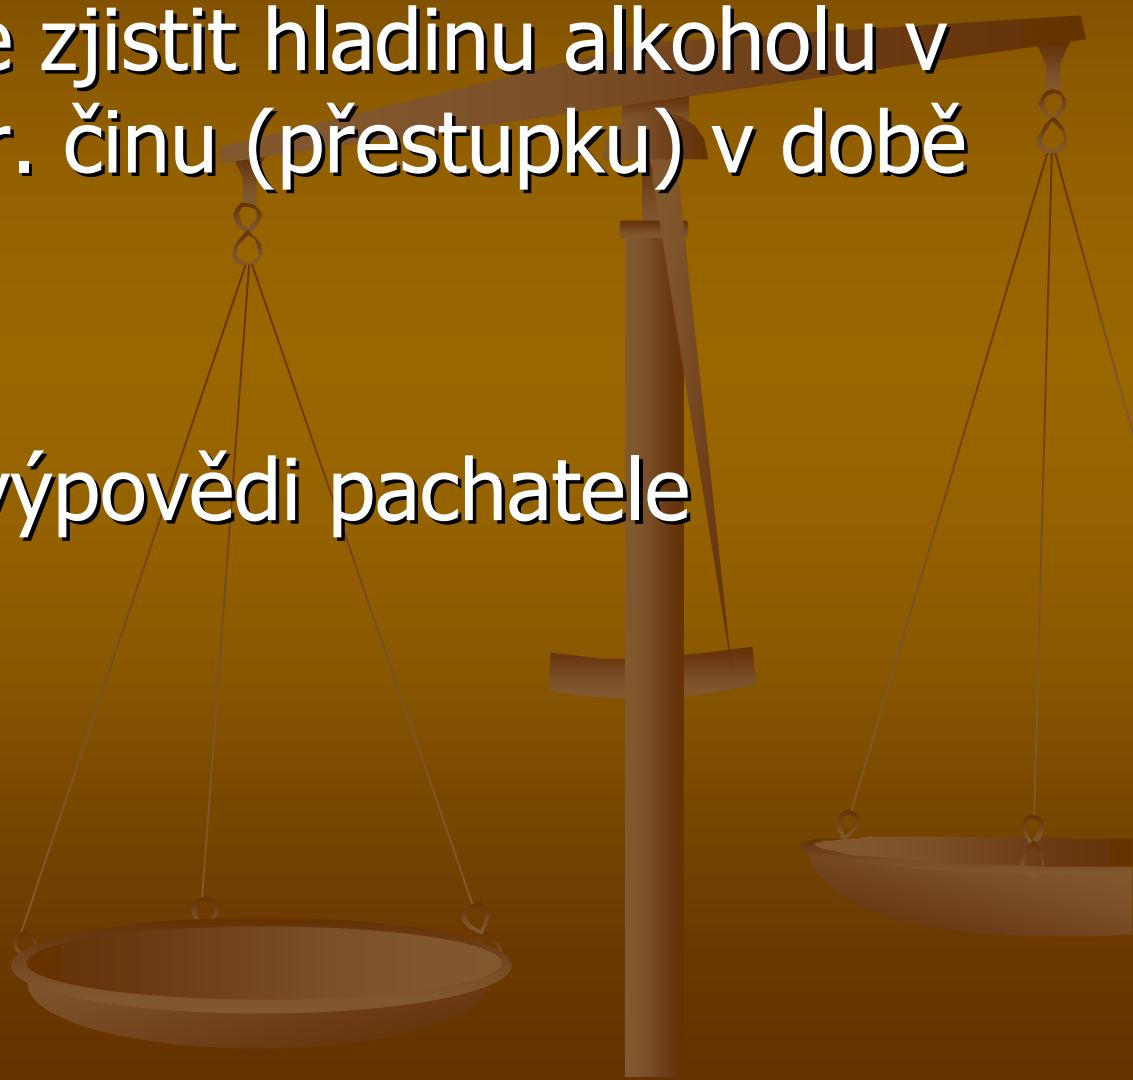 zjistit hladinu alkoholu v
r. činu (přestupku) v době
výpovědi pachatele